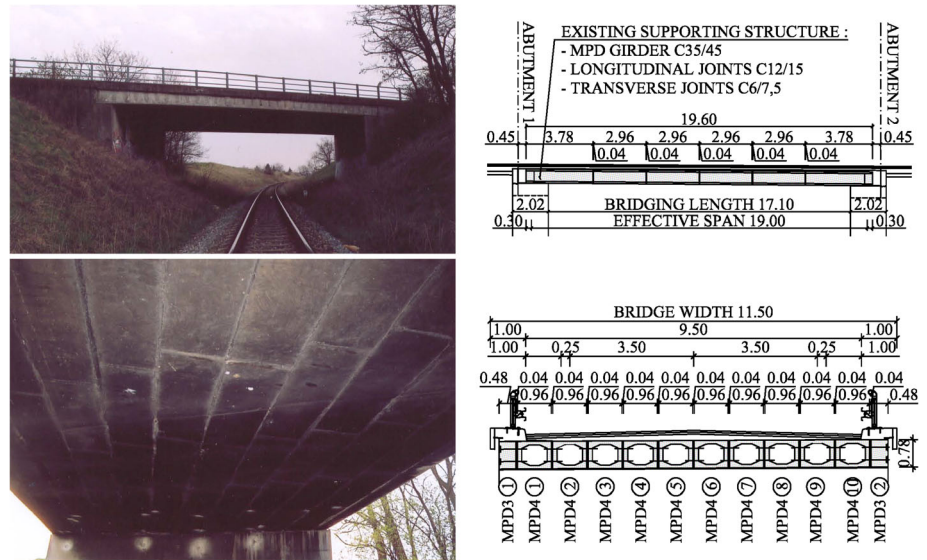 EXISTING SUPPORTING STRUCTURE :
- MPD GIRDER C35/45
- LONGITUDINAL JOINTS C12/15
- TRANSVERSE JOINTS C6/7,5
ABUTMENT 1
ABUTMENT 2
19.60
0.45 3.78 2.96 2.96 2.96 2.96 3.78 0.45
0.04 0.04 0.04 0.04 0.04
2.02 BRIDGING LENGTH 17.10 2.02
0.30 EFFECTIVE SPAN 19.00 0.30
BRIDGE WIDTH 11.50
1.00 9.50 1.00
1.00 0.25 3.50 3.50 0.25 1.00
0.48 0.04 0.04 0.04 0.04 0.04 0.04 0.04 0.04 0.04 0.04 0.04
0.96 0.96 0.96 0.96 0.96 0.96 0.96 0.96 0.96 0.96 0.48
0.78
MPD3 1
MPD4 1
MPD4 2
MPD4 3
MPD4 4
MPD4 5
MPD4 6
MPD4 7
MPD4 8
MPD4 9
MPD4 10
MPD3 2